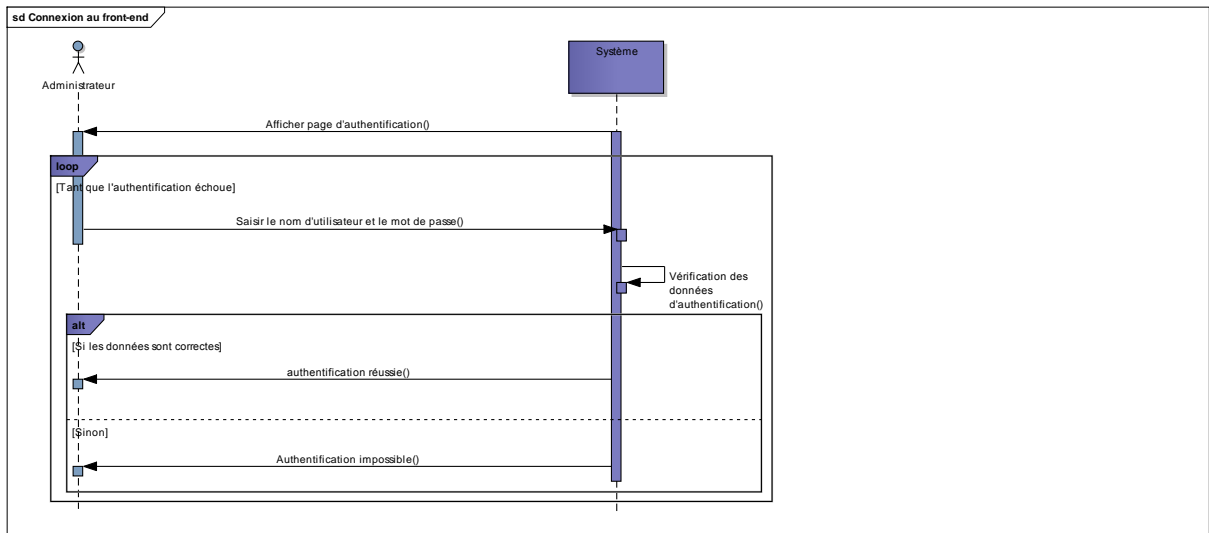 sd Connexion au front-end
Système
Administrateur
Afficher page d'authentification()
loop
[Tant que l'authentification échoue]
Saisir le nom d'utilisateur et le mot de passe()
Vérification des
données
d'authentification()
alt
[Si les données sont correctes]
authentification réussie()
[Sinon]
Authentification impossible()